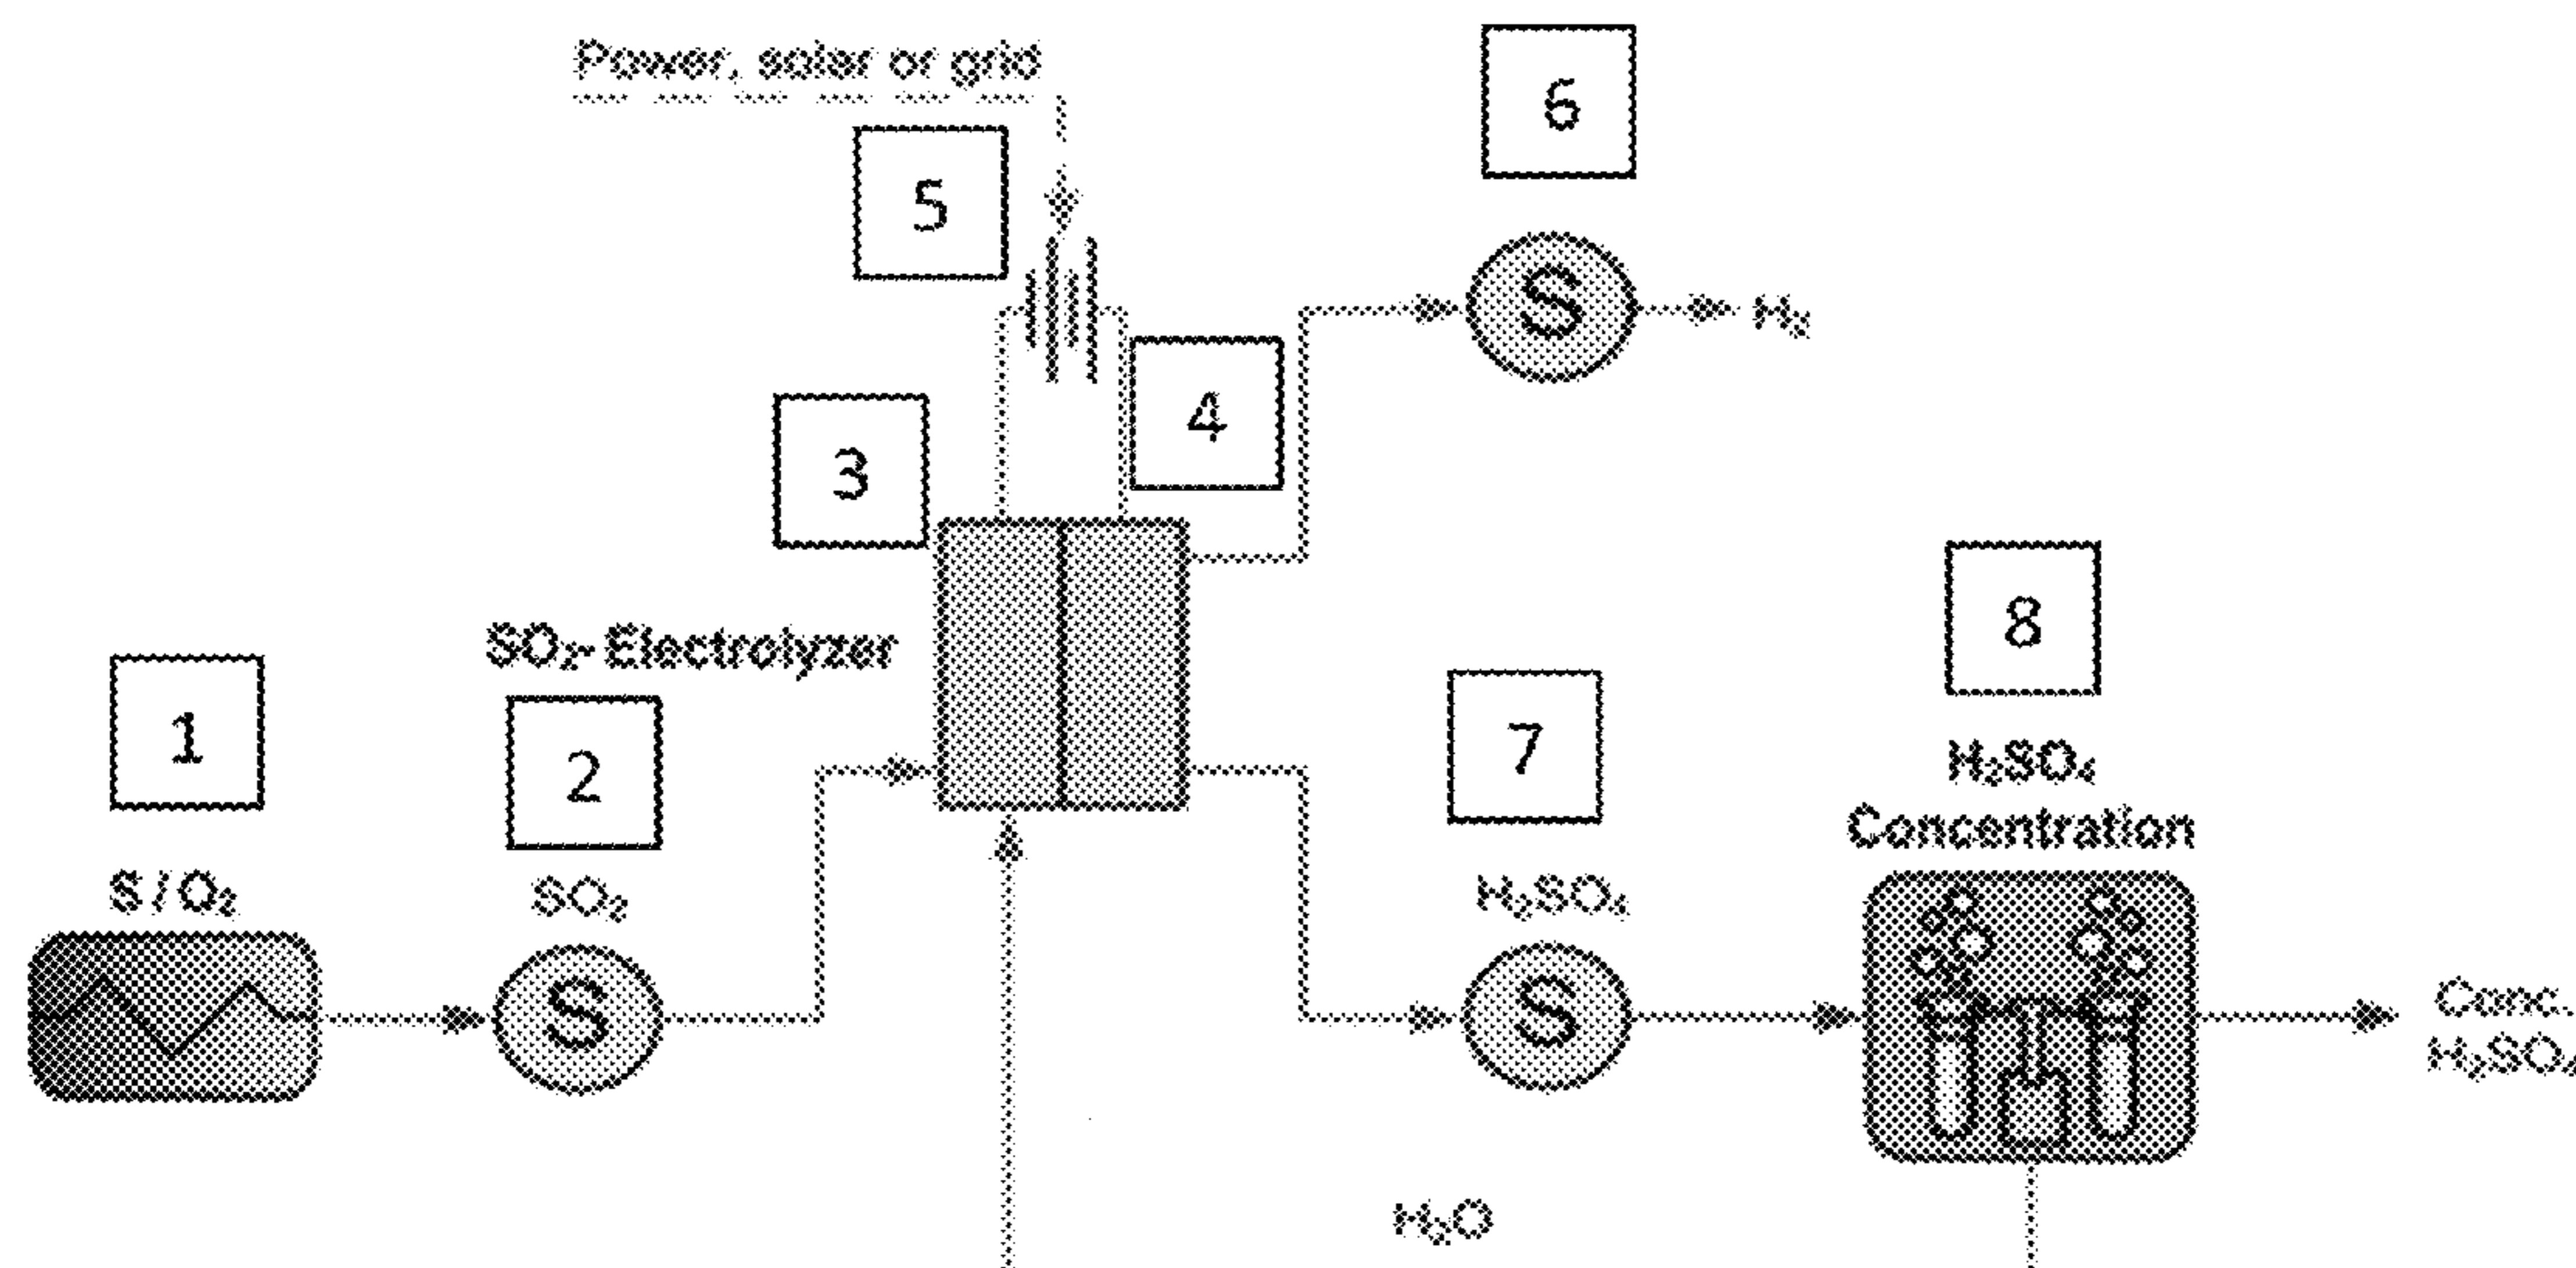 Power, solar or grid
6
5
S
H₂
4
3
8
SO₂- Electrolyzer
1
2
7
H₂SO₄
Concentration
S / O₂
SO₂
H₂SO₄
S
S
Conc.
H₂SO₄
H₂O